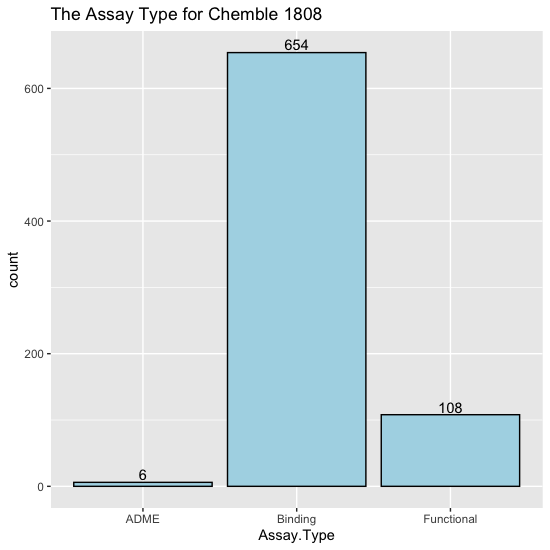 The Assay Type for Chemble 1808
654
600
400
count
200
108
6
0
ADME Binding Functional
Assay.Type